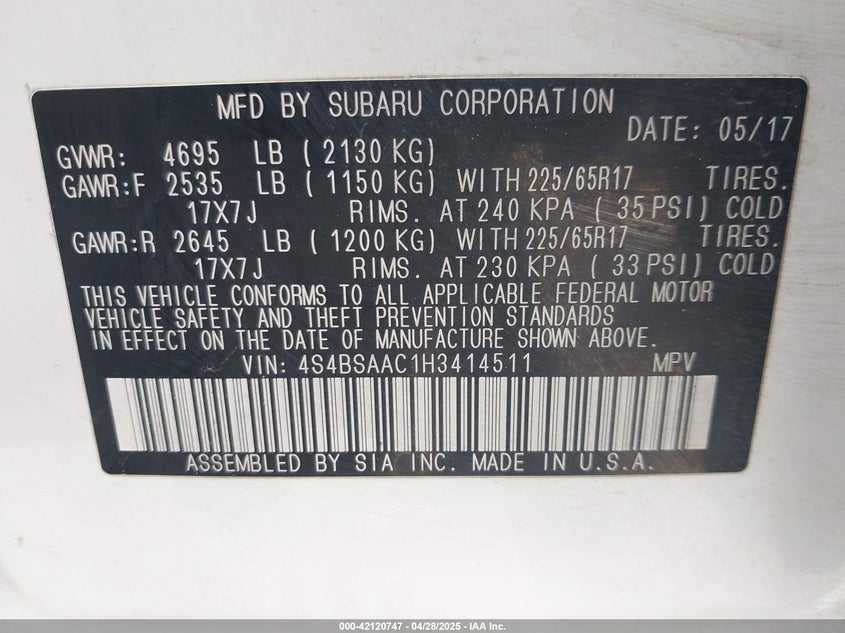 MFD BY SUBARU CORPORATION
DATE: 05/17
GVWR: 4695 LB ( 2130 KG)
GAWR:F 2535 LB ( 1150 KG) WITH 225/65R17 TIRES.
17X7J RIMS. AT 240 KPA ( 35 PSI) COLD
GAWR:R 2645 LB ( 1200 KG) WITH 225/65R17 TIRES.
17X7J RIMS. AT 230 KPA ( 33 PSI) COLD
THIS VEHICLE CONFORMS TO ALL APPLICABLE FEDERAL MOTOR
VEHICLE SAFETY AND THEFT PREVENTION STANDARDS
IN EFFECT ON THE DATE OF MANUFACTURE SHOWN ABOVE.
VIN: 4S4BSAAC1H3414511 MPV
ASSEMBLED BY SIA INC. MADE IN U.S.A.
000-42120747 - 04/28/2025 - IAA Inc.